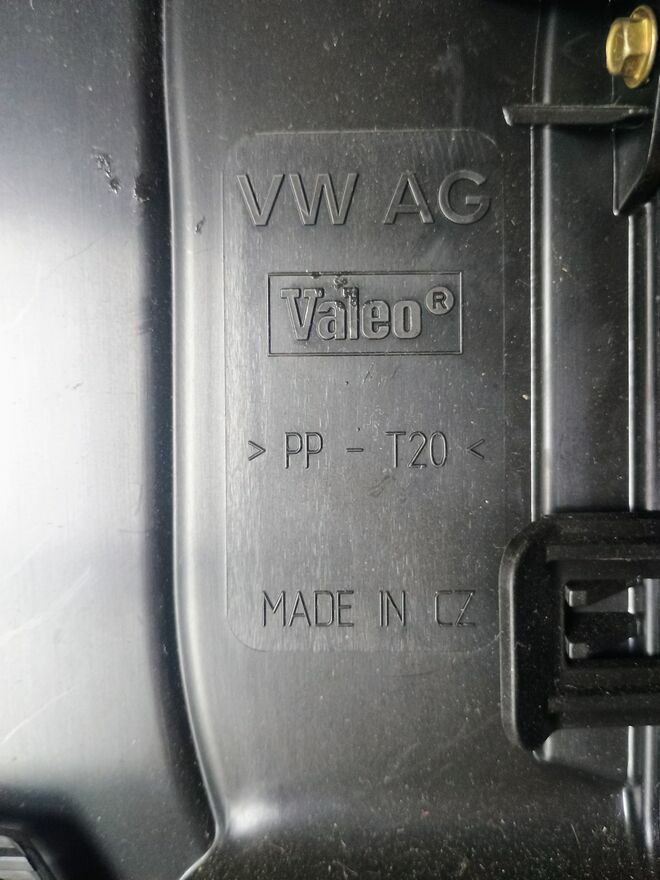 VW AG
Valeo®
> PP - T20 <
MADE IN CZ